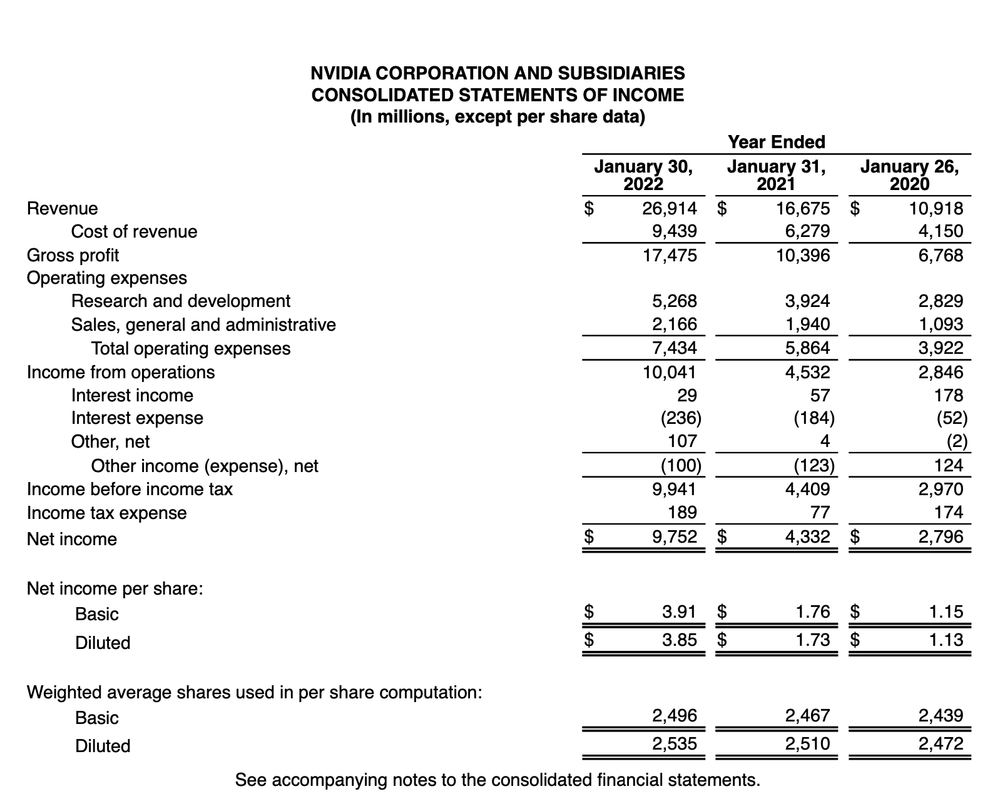 NVIDIA CORPORATION AND SUBSIDIARIES
CONSOLIDATED STATEMENTS OF INCOME
(In millions, except per share data)
Year Ended
January 30, 2022 January 31, 2021 January 26, 2020
Revenue $ 26,914 $ 16,675 $ 10,918
Cost of revenue 9,439 6,279 4,150
Gross profit 17,475 10,396 6,768
Operating expenses
Research and development 5,268 3,924 2,829
Sales, general and administrative 2,166 1,940 1,093
Total operating expenses 7,434 5,864 3,922
Income from operations 10,041 4,532 2,846
Interest income 29 57 178
Interest expense (236) (184) (52)
Other, net 107 4 (2)
Other income (expense), net (100) (123) 124
Income before income tax 9,941 4,409 2,970
Income tax expense 189 77 174
Net income $ 9,752 $ 4,332 $ 2,796
Net income per share:
Basic $ 3.91 $ 1.76 $ 1.15
Diluted $ 3.85 $ 1.73 $ 1.13
Weighted average shares used in per share computation:
Basic 2,496 2,467 2,439
Diluted 2,535 2,510 2,472
See accompanying notes to the consolidated financial statements.